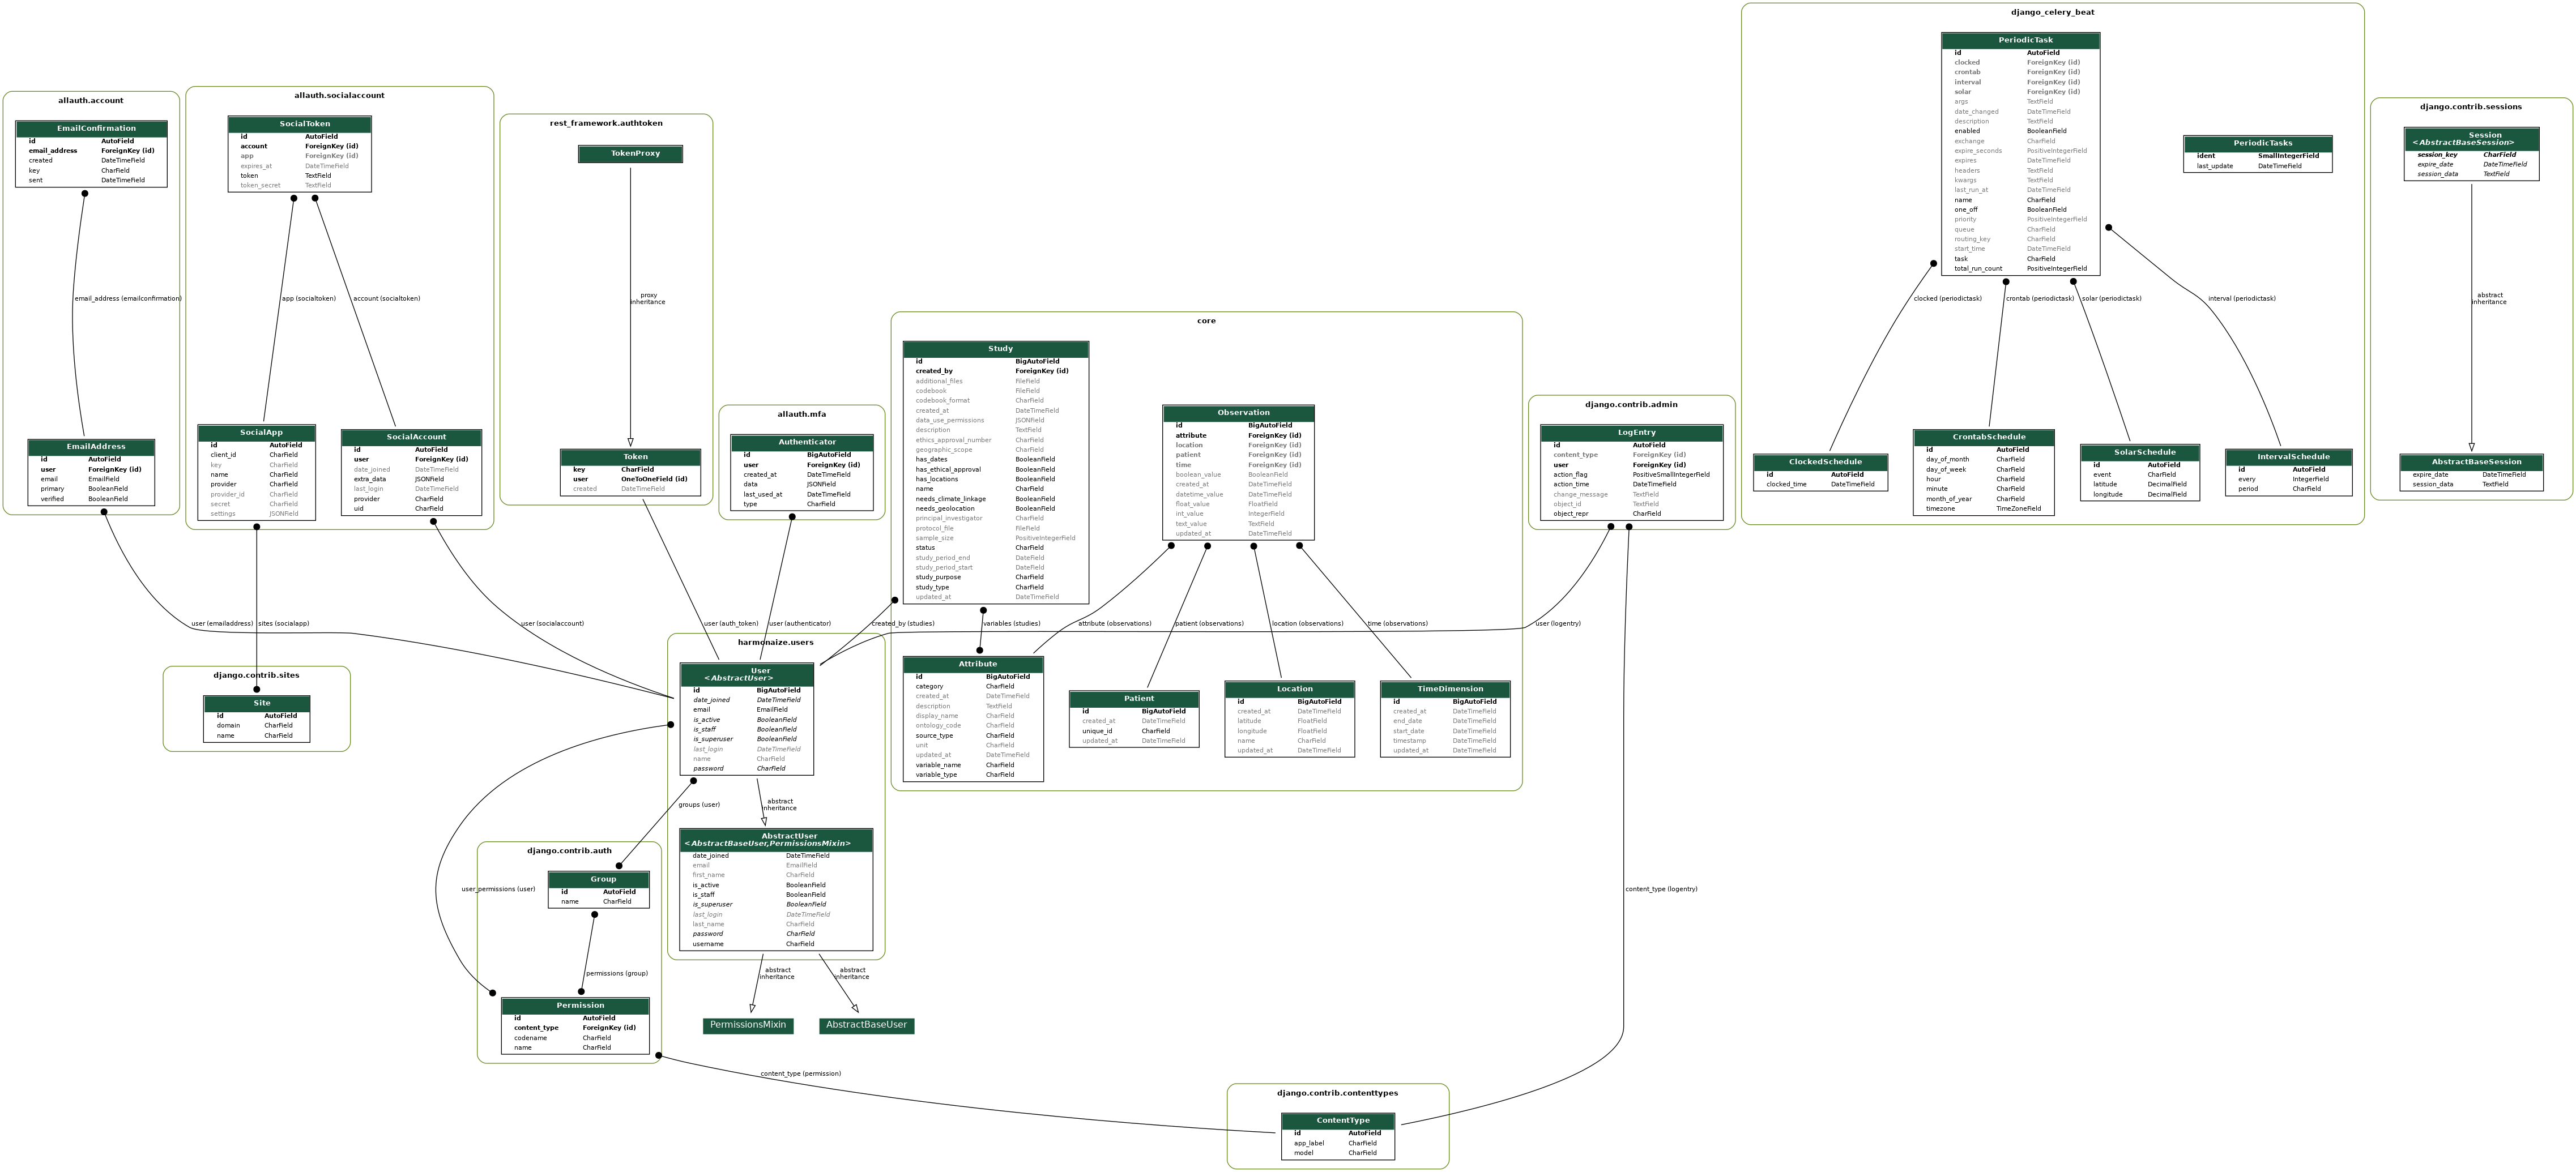 allauth.account
EmailConfirmation
id AutoField
email_address ForeignKey (id)
created DateTimeField
key CharField
sent DateTimeField
email_address (emailconfirmation)
EmailAddress
id AutoField
user ForeignKey (id)
email EmailField
primary BooleanField
verified BooleanField
allauth.socialaccount
SocialToken
id AutoField
account ForeignKey (id)
app ForeignKey (id)
expires_at DateTimeField
token TextField
token_secret TextField
app (socialtoken)
account (socialtoken)
SocialApp
id AutoField
client_id CharField
key CharField
name CharField
provider CharField
provider_id CharField
secret CharField
settings JSONField
SocialAccount
id AutoField
user ForeignKey (id)
date_joined DateTimeField
extra_data JSONField
last_login DateTimeField
provider CharField
uid CharField
rest_framework.authtoken
TokenProxy
proxy
inheritance
Token
key CharField
user OneToOneField (id)
created DateTimeField
allauth.mfa
Authenticator
id BigAutoField
user ForeignKey (id)
created_at DateTimeField
data JSONField
last_used_at DateTimeField
type CharField
core
Study
id BigAutoField
created_by ForeignKey (id)
additional_files FileField
codebook FileField
codebook_format CharField
created_at DateTimeField
data_use_permissions JSONField
description TextField
ethics_approval_number CharField
geographic_scope CharField
has_dates BooleanField
has_ethical_approval BooleanField
has_locations BooleanField
name CharField
needs_climate_linkage BooleanField
needs_geolocation BooleanField
principal_investigator CharField
protocol_file FileField
sample_size PositiveIntegerField
status CharField
study_period_end DateField
study_period_start DateField
study_purpose CharField
study_type CharField
updated_at DateTimeField
Observation
id BigAutoField
attribute ForeignKey (id)
location ForeignKey (id)
patient ForeignKey (id)
time ForeignKey (id)
boolean_value BooleanField
created_at DateTimeField
datetime_value DateTimeField
float_value FloatField
int_value IntegerField
text_value TextField
updated_at DateTimeField
django.contrib.admin
LogEntry
id AutoField
content_type ForeignKey (id)
user ForeignKey (id)
action_flag PositiveSmallIntegerField
action_time DateTimeField
change_message TextField
object_id TextField
object_repr CharField
django_celery_beat
PeriodicTask
id AutoField
clocked ForeignKey (id)
crontab ForeignKey (id)
interval ForeignKey (id)
solar ForeignKey (id)
args TextField
date_changed DateTimeField
description TextField
enabled BooleanField
exchange CharField
expire_seconds PositiveIntegerField
expires DateTimeField
headers TextField
kwargs TextField
last_run_at DateTimeField
name CharField
one_off BooleanField
priority PositiveIntegerField
queue CharField
routing_key CharField
start_time DateTimeField
task CharField
total_run_count PositiveIntegerField
PeriodicTasks
ident SmallIntegerField
last_update DateTimeField
clocked (periodictask)
crontab (periodictask)
solar (periodictask)
interval (periodictask)
ClockedSchedule
id AutoField
clocked_time DateTimeField
CrontabSchedule
id AutoField
day_of_month CharField
day_of_week CharField
hour CharField
minute CharField
month_of_year CharField
timezone TimeZoneField
SolarSchedule
id AutoField
event CharField
latitude DecimalField
longitude DecimalField
IntervalSchedule
id AutoField
every IntegerField
period CharField
django.contrib.sessions
Session
<AbstractBaseSession>
session_key CharField
expire_date DateTimeField
session_data TextField
abstract
inheritance
AbstractBaseSession
expire_date DateTimeField
session_data TextField
user (emailaddress)
sites (socialapp)
user (socialaccount)
user (auth_token)
user (authenticator)
created_by (studies)
variables (studies)
attribute (observations)
patient (observations)
location (observations)
time (observations)
user (logentry)
django.contrib.sites
Site
id AutoField
domain CharField
name CharField
harmonaize.users
User
<AbstractUser>
id BigAutoField
date_joined DateTimeField
email EmailField
is_active BooleanField
is_staff BooleanField
is_superuser BooleanField
last_login DateTimeField
name CharField
password CharField
Attribute
id BigAutoField
category CharField
created_at DateTimeField
description TextField
display_name CharField
ontology_code CharField
source_type CharField
unit CharField
updated_at DateTimeField
variable_name CharField
variable_type CharField
Patient
id BigAutoField
created_at DateTimeField
unique_id CharField
updated_at DateTimeField
Location
id BigAutoField
created_at DateTimeField
latitude FloatField
longitude FloatField
name CharField
updated_at DateTimeField
TimeDimension
id BigAutoField
created_at DateTimeField
end_date DateTimeField
start_date DateTimeField
timestamp DateTimeField
updated_at DateTimeField
groups (user)
abstract
inheritance
AbstractUser
<AbstractBaseUser,PermissionsMixin>
date_joined DateTimeField
email EmailField
first_name CharField
is_active BooleanField
is_staff BooleanField
is_superuser BooleanField
last_login DateTimeField
last_name CharField
password CharField
username CharField
django.contrib.auth
user_permissions (user)
Group
id AutoField
name CharField
permissions (group)
Permission
id AutoField
content_type ForeignKey (id)
codename CharField
name CharField
abstract
inheritance
abstract
inheritance
PermissionsMixin
AbstractBaseUser
content_type (logentry)
content_type (permission)
django.contrib.contenttypes
ContentType
id AutoField
app_label CharField
model CharField